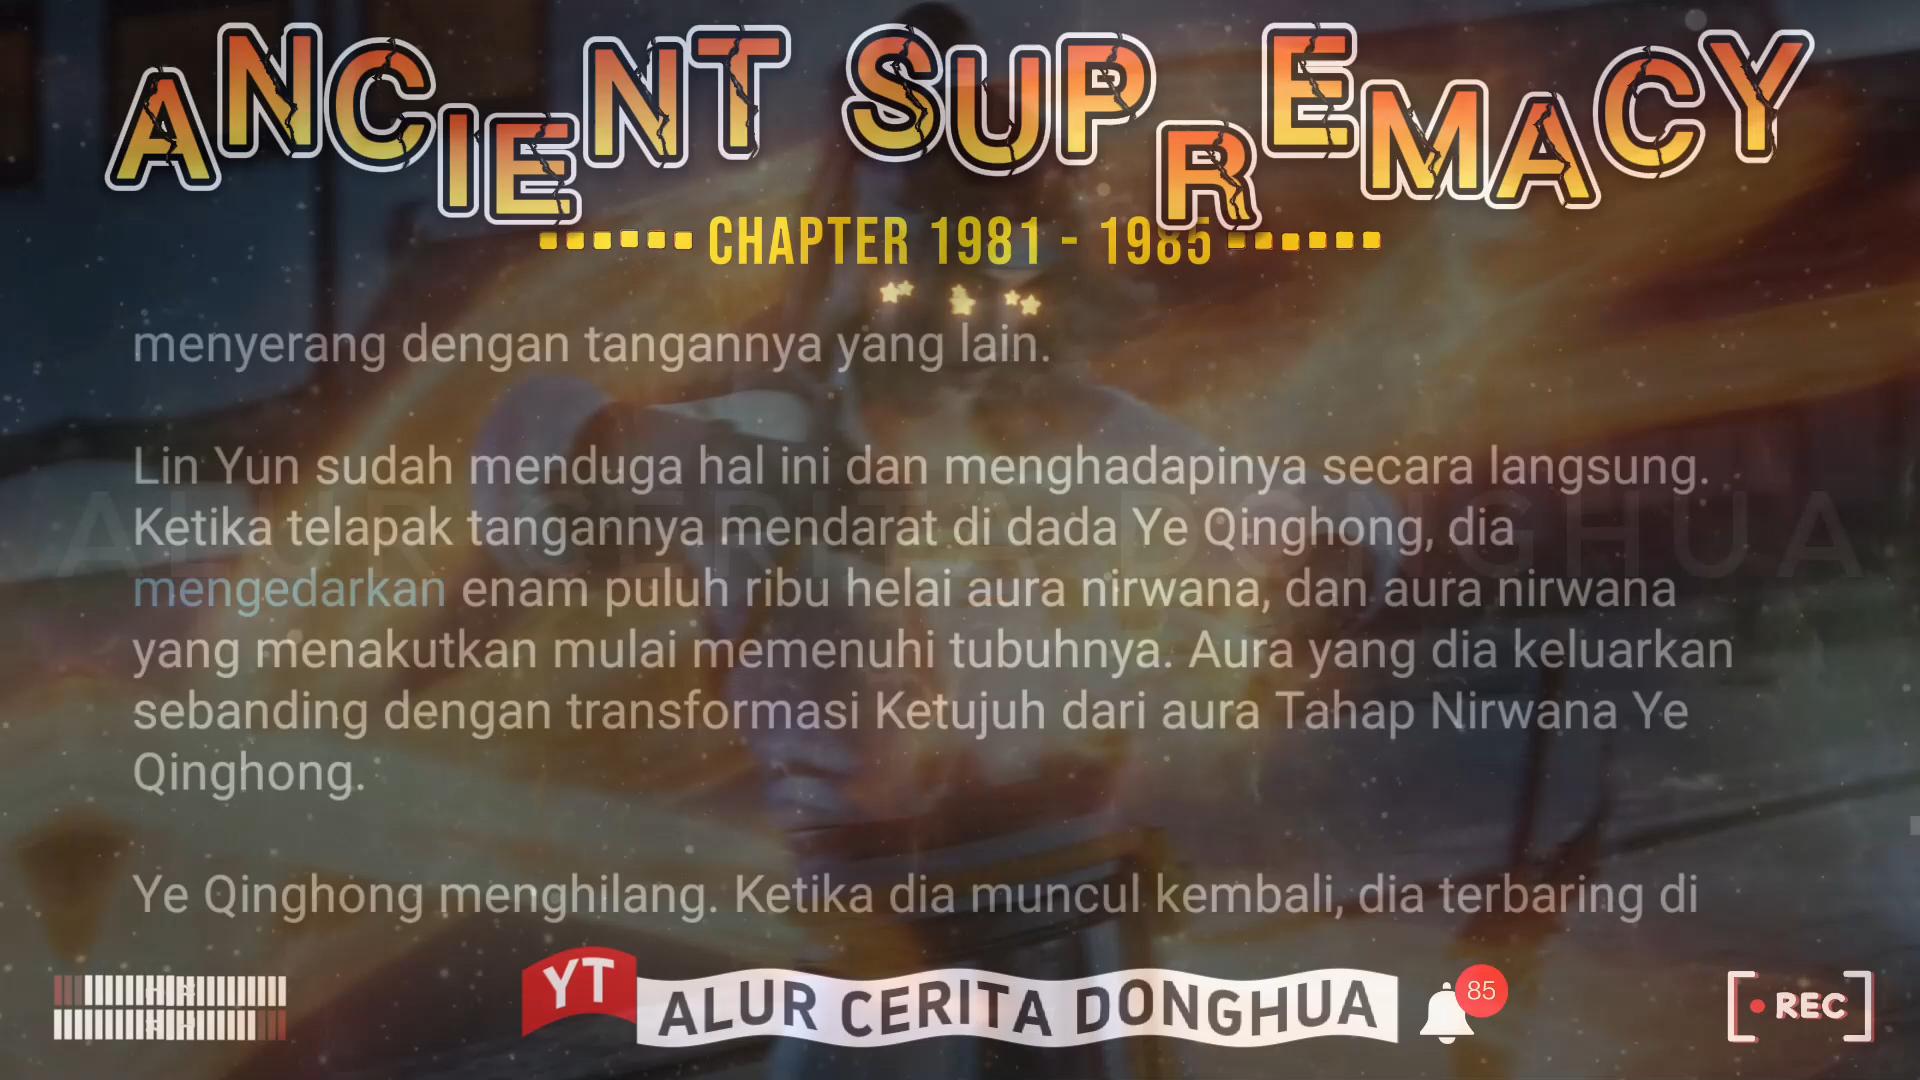 ANCIENT SUPREMACY
CHAPTER 1981 - 1985
menyerang dengan tangannya yang lain.
Lin Yun sudah menduga hal ini dan menghadapinya secara langsung.
Ketika telapak tangannya mendarat di dada Ye Qinghong, dia
mengedarkan enam puluh ribu helai aura nirwana, dan aura nirwana
yang menakutkan mulai memenuhi tubuhnya. Aura yang dia keluarkan
sebanding dengan transformasi Ketujuh dari aura Tahap Nirwana Ye
Qinghong.
Ye Qinghong menghilang. Ketika dia muncul kembali, dia terbaring di
ALUR CERITA DONGHUA
YT ALUR CERITA DONGHUA
85
REC